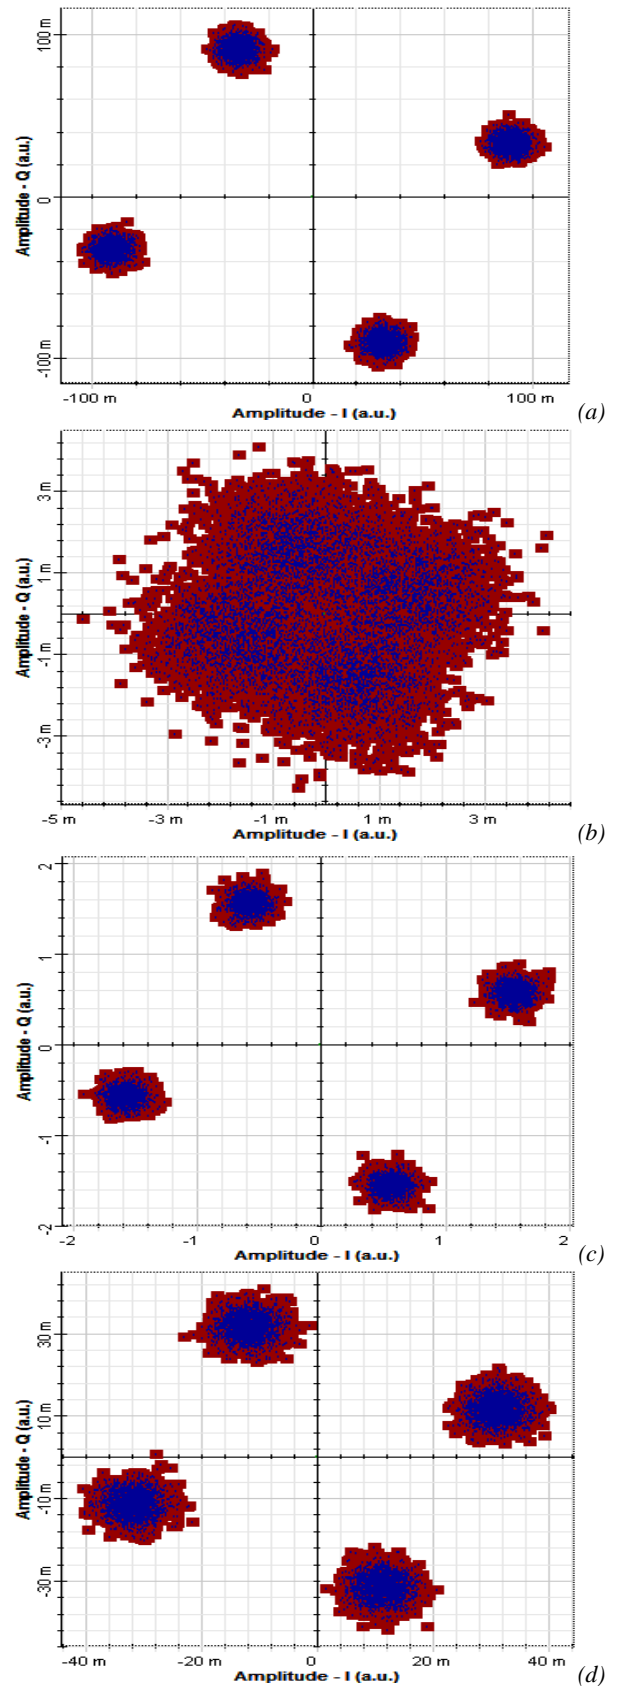 100 m
0
-100 m
Amplitude - Q (a.u.)
-100 m 0 100 m
Amplitude - I (a.u.) (a)
3 m
1 m
-1 m
-3 m
Amplitude - Q (a.u.)
-5 m -3 m -1 m 1 m 3 m
Amplitude - I (a.u.) (b)
2
1
0
-1
-2
Amplitude - Q (a.u.)
-2 -1 0 1 2
Amplitude - I (a.u.) (c)
30 m
10 m
-10 m
-30 m
Amplitude - Q (a.u.)
-40 m -20 m 0 20 m 40 m
Amplitude - I (a.u.) (d)